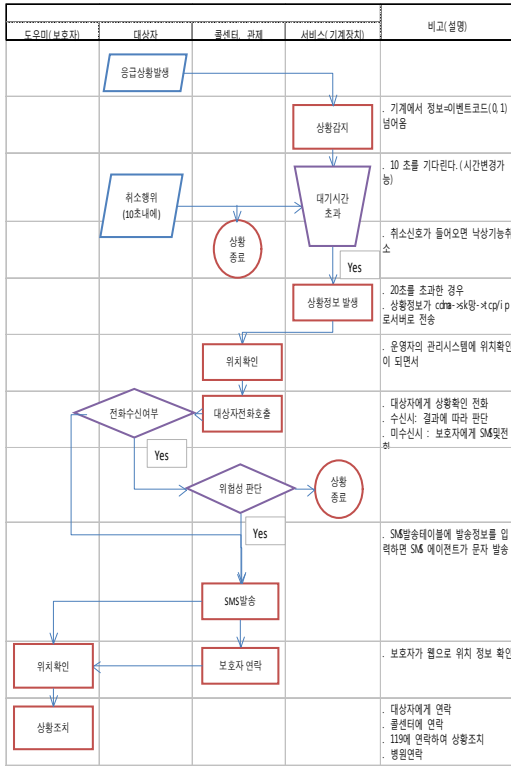 비고(설명)
도우미(보호자) 대상자 콜센터, 관제 서비스(기계장치)
응급상황발생
상황감지
. 기계에서 정보=이벤트코드(0,1)
넘어옴
취소행위
(10초내에)
대기시간
초과
. 10 초를 기다린다.(시간변경가
능)
상황
종료
. 취소신호가 들어오면 낙상기능취
소
Yes
상황정보 발생
. 20초를 초과한 경우
. 상황정보가 cdma->sk망->tcp/ip
로서버로 전송
위치확인
. 운영자의 관리시스템에 위치확인
이 되면서
전화수신여부
대상자전화호출
. 대상자에게 상황확인 전화
. 수신시: 결과에 따라 판단
. 미수신시 : 보호자에게 SMS및전
Yes
위험성 판단
상황
종료
Yes
. SMS발송테이블에 발송정보를 입
력하면 SMS 에이젼트가 문자 발송
SMS발송
위치확인
보호자 연락
. 보호자가 웹으로 위치 정보 확인
상황조치
. 대상자에게 연락
. 콜센터에 연락
. 119에 연락하여 상황조치
. 병원연락